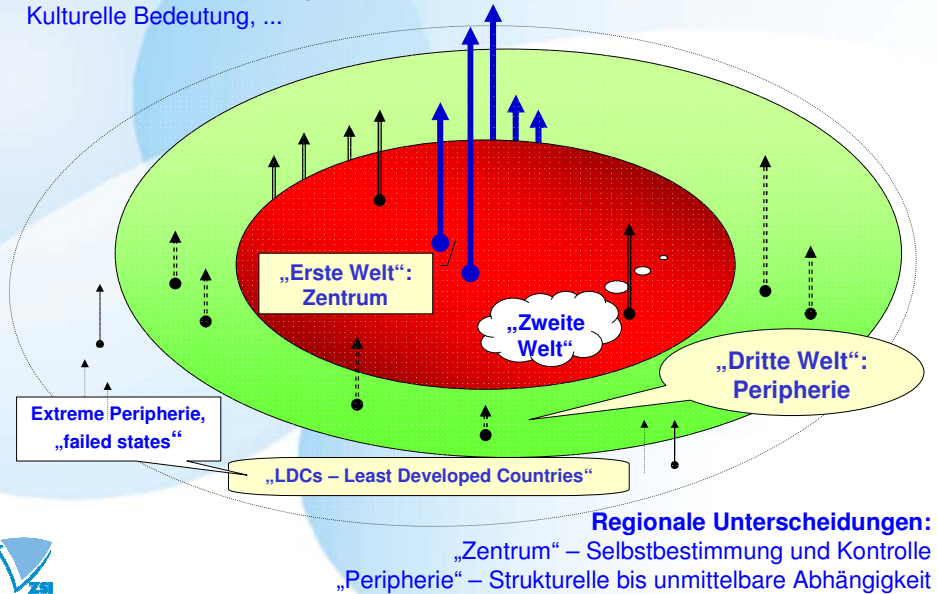 Kulturelle Bedeutung, ...
„Erste Welt“:
Zentrum
„Zweite
Welt“
„Dritte Welt“:
Peripherie
Extreme Peripherie,
„failed states“
„LDCs – Least Developed Countries“
Regionale Unterscheidungen:
„Zentrum“ – Selbstbestimmung und Kontrolle
„Peripherie“ – Strukturelle bis unmittelbare Abhängigkeit
ZSI